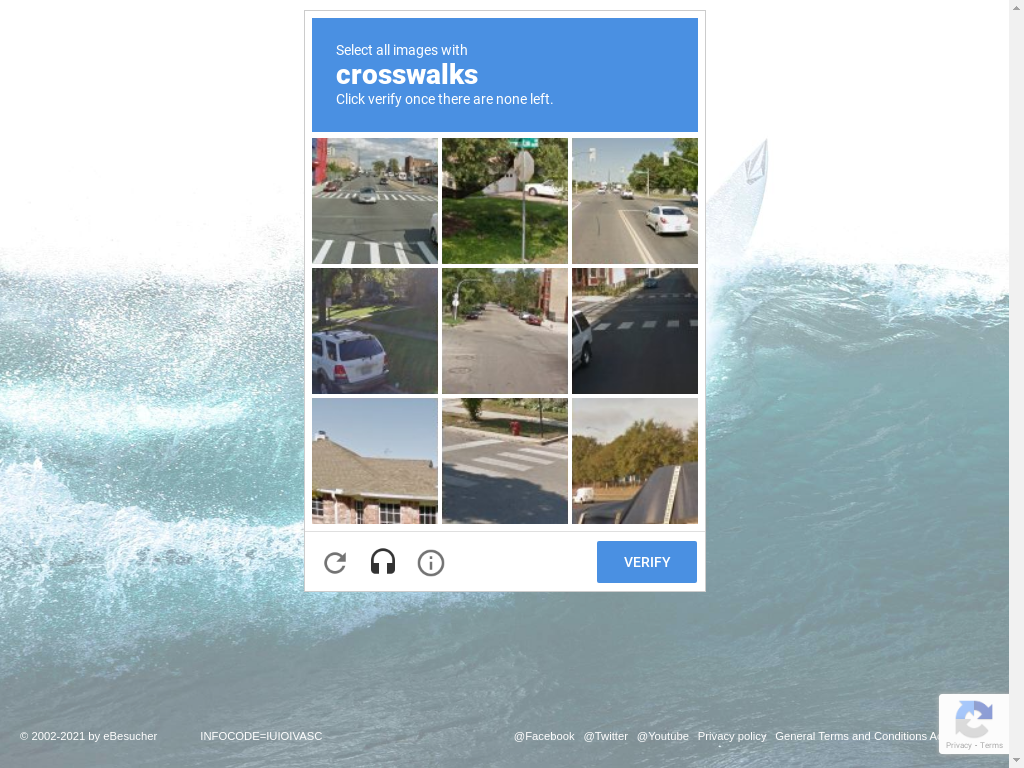 Select all images with
crosswalks
Click verify once there are none left.
VERIFY
© 2002-2021 by eBesucher INFOCODE=IUIOIVASC @Facebook @Twitter @Youtube Privacy policy General Terms and Conditions
Privacy - Terms